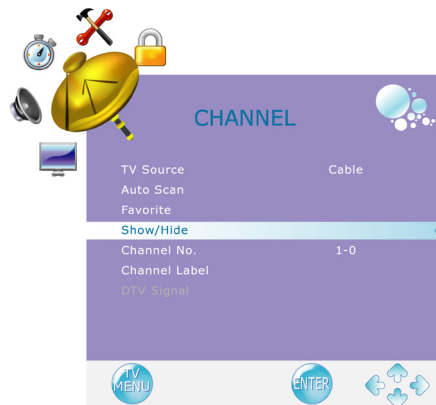 CHANNEL
TV Source Cable
Auto Scan
Favorite
Show/Hide
Channel No. 1-0
Channel Label
DTV Signal
TV
MENU
ENTER